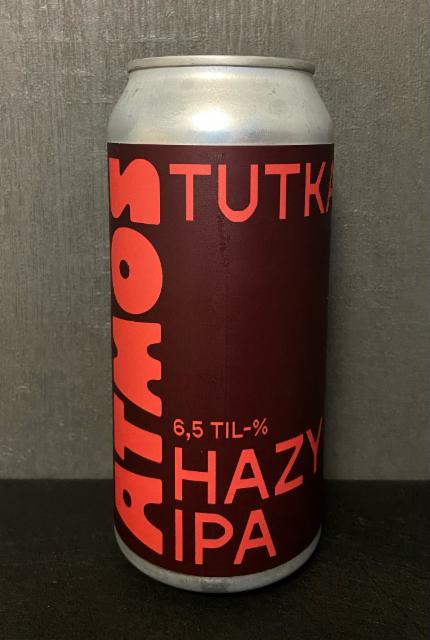 ATMOS
TUTKA
6,5 TIL-%
HAZY
IPA